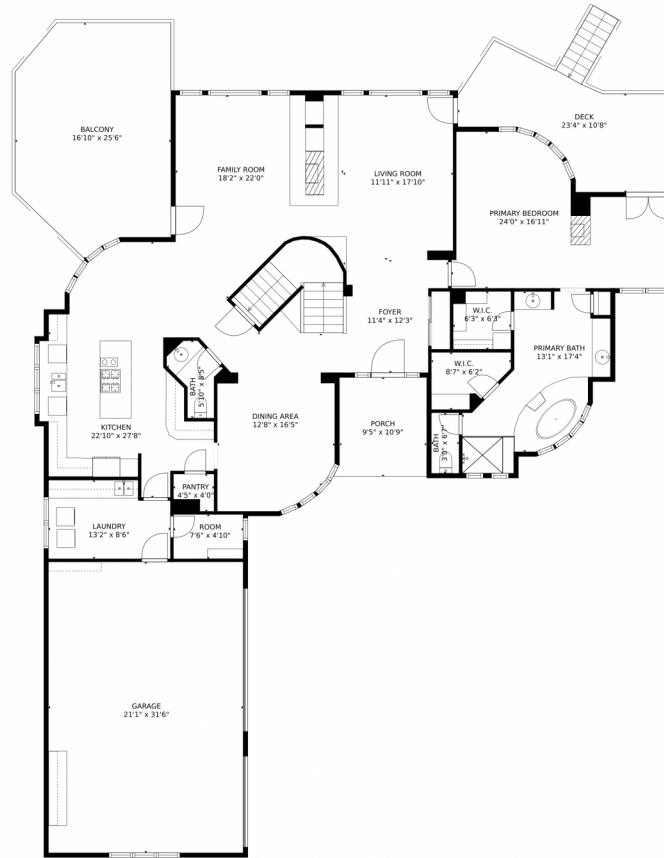 BALCONY
16'10" x 25'6"
DECK
23'4" x 10'8"
FAMILY ROOM
18'2" x 22'0"
LIVING ROOM
11'11" x 17'10"
PRIMARY BEDROOM
24'0" x 16'11"
FOYER
11'4" x 12'3"
W.I.C.
6'3" x 6'3"
PRIMARY BATH
13'1" x 17'4"
W.I.C.
8'7" x 6'2"
BATH
5'10" x 8'5"
KITCHEN
22'10" x 27'8"
DINING AREA
12'8" x 16'5"
PORCH
9'5" x 10'9"
BATH
3'0" x 6'7"
PANTRY
4'5" x 4'0"
LAUNDRY
13'2" x 8'6"
ROOM
7'6" x 4'10"
GARAGE
21'1" x 31'6"